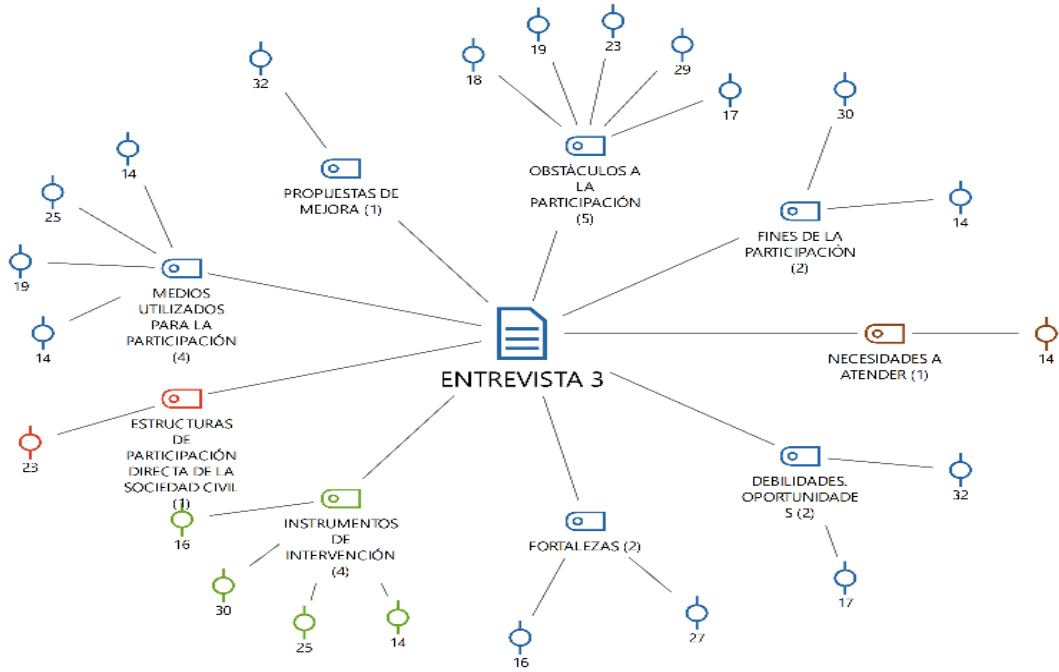 18
19
23
29
17
32
30
14
OBSTÁCULOS A
LA
PARTICIPACIÓN
(5)
PROPUESTAS DE
MEJORA (1)
14
25
19
14
MEDIOS
UTILIZADOS
PARA LA
PARTICIPACIÓN
(4)
FINES DE LA
PARTICIPACIÓN
(2)
ENTREVISTA 3
NECESIDADES A
ATENDER (1)
14
23
ESTRUCTURAS
DE
PARTICIPACIÓN
DIRECTA DE LA
SOCIEDAD CIVIL
(1)
16
30
25
14
INSTRUMENTOS
DE
INTERVENCIÓN
(4)
FORTALEZAS (2)
16
27
DEBILIDADES.
OPORTUNIDADE
S (2)
32
17